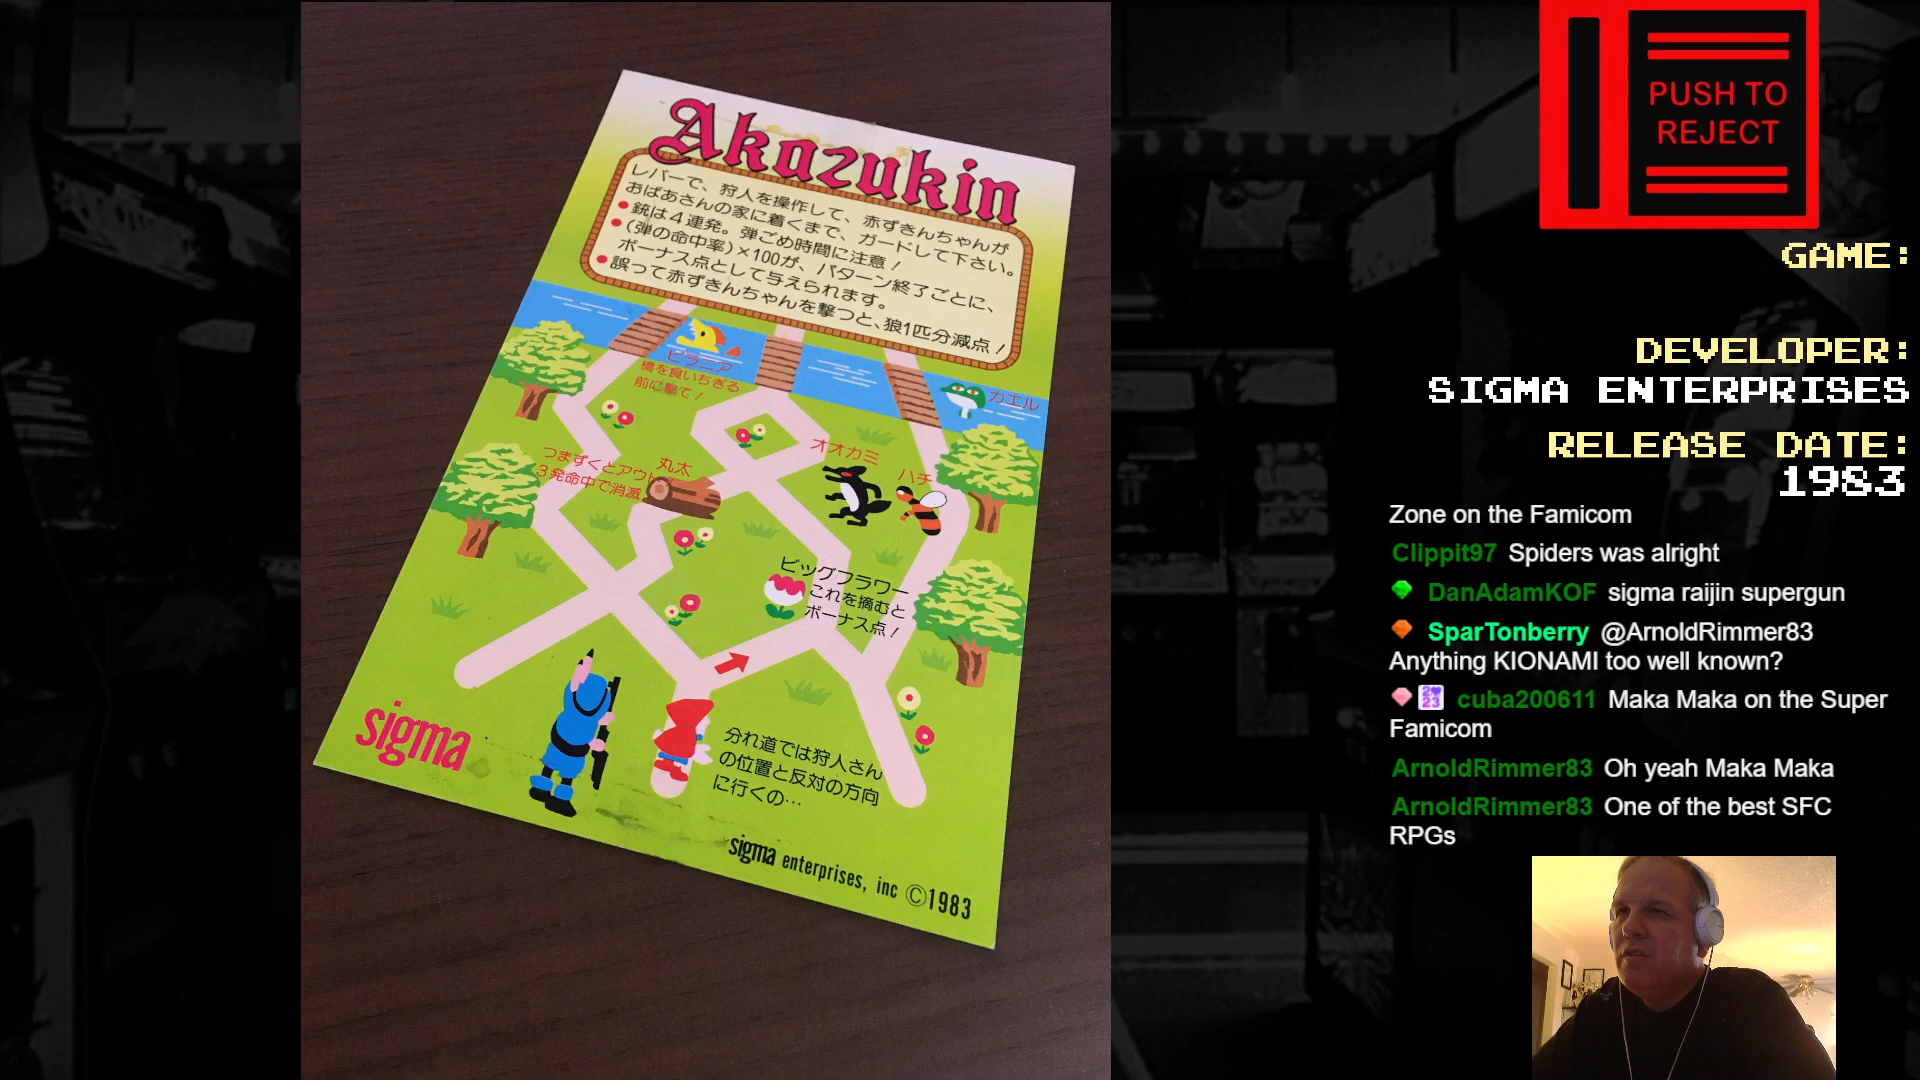 Akazukin
レバーで、狩人を操作して、赤ずきんちゃんが
おばあさんの家に着くまで、ガードして下さい。
●銃は4連発。弾ごめ時間に注意!
●(弾の命中率)×100が、パターン終了ごとに、
ボーナス点として与えられます。
●誤って赤ずきんちゃんを撃つと、狼1匹分減点!
ピラニア
橋を食いちぎる
前に撃て!
カエル
オオカミ
ハチ
丸太
つまずくとアウト
3発命中で消滅
ビッグフラワー
これを摘むと
ボーナス点!
分れ道では狩人さん
の位置と反対の方向
に行くの…
sigma
sigma enterprises, inc ©1983
PUSH TO
REJECT
GAME:
DEVELOPER:
SIGMA ENTERPRISES
RELEASE DATE:
1983
Zone on the Famicom
Clippit97 Spiders was alright
DanAdamKOF sigma raijin supergun
SparTonberry @ArnoldRimmer83
Anything KIONAMI too well known?
cuba200611 Maka Maka on the Super
Famicom
ArnoldRimmer83 Oh yeah Maka Maka
ArnoldRimmer83 One of the best SFC
RPGs